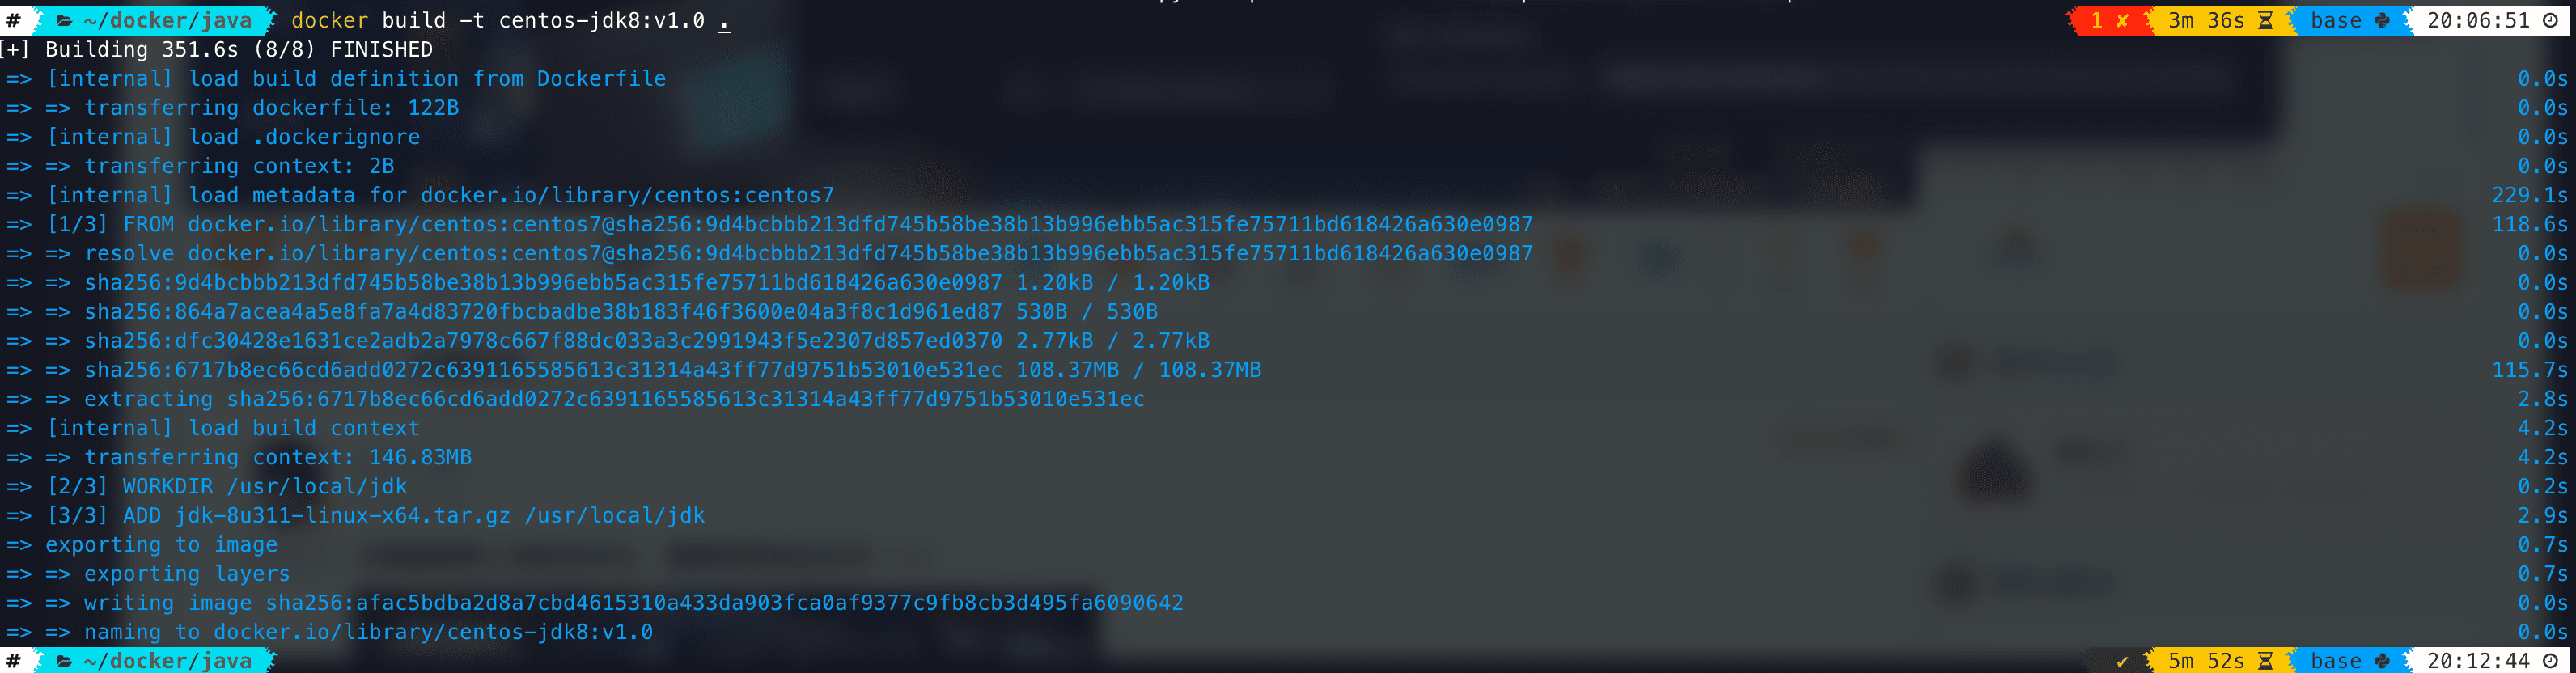 # ~/docker/java docker build -t centos-jdk8:v1.0 . 1 ✘ 3m 36s base 20:06:51
[+] Building 351.6s (8/8) FINISHED
=> [internal] load build definition from Dockerfile 0.0s
=> => transferring dockerfile: 122B 0.0s
=> [internal] load .dockerignore 0.0s
=> => transferring context: 2B 0.0s
=> [internal] load metadata for docker.io/library/centos:centos7 229.1s
=> [1/3] FROM docker.io/library/centos:centos7@sha256:9d4bcbbb213dfd745b58be38b13b996ebb5ac315fe75711bd618426a630e0987 118.6s
=> => resolve docker.io/library/centos:centos7@sha256:9d4bcbbb213dfd745b58be38b13b996ebb5ac315fe75711bd618426a630e0987 0.0s
=> => sha256:9d4bcbbb213dfd745b58be38b13b996ebb5ac315fe75711bd618426a630e0987 1.20kB / 1.20kB 0.0s
=> => sha256:864a7acea4a5e8fa7a4d83720fbcbadbe38b183f46f3600e04a3f8c1d961ed87 530B / 530B 0.0s
=> => sha256:dfc30428e1631ce2adb2a7978c667f88dc033a3c2991943f5e2307d857ed0370 2.77kB / 2.77kB 0.0s
=> => sha256:6717b8ec66cd6add0272c6391165585613c31314a43ff77d9751b53010e531ec 108.37MB / 108.37MB 115.7s
=> => extracting sha256:6717b8ec66cd6add0272c6391165585613c31314a43ff77d9751b53010e531ec 2.8s
=> [internal] load build context 4.2s
=> => transferring context: 146.83MB 4.2s
=> [2/3] WORKDIR /usr/local/jdk 0.2s
=> [3/3] ADD jdk-8u311-linux-x64.tar.gz /usr/local/jdk 2.9s
=> exporting to image 0.7s
=> => exporting layers 0.7s
=> => writing image sha256:afac5bdba2d8a7cbd4615310a433da903fca0af9377c9fb8cb3d495fa6090642 0.0s
=> => naming to docker.io/library/centos-jdk8:v1.0 0.0s
# ~/docker/java ✔ 5m 52s base 20:12:44